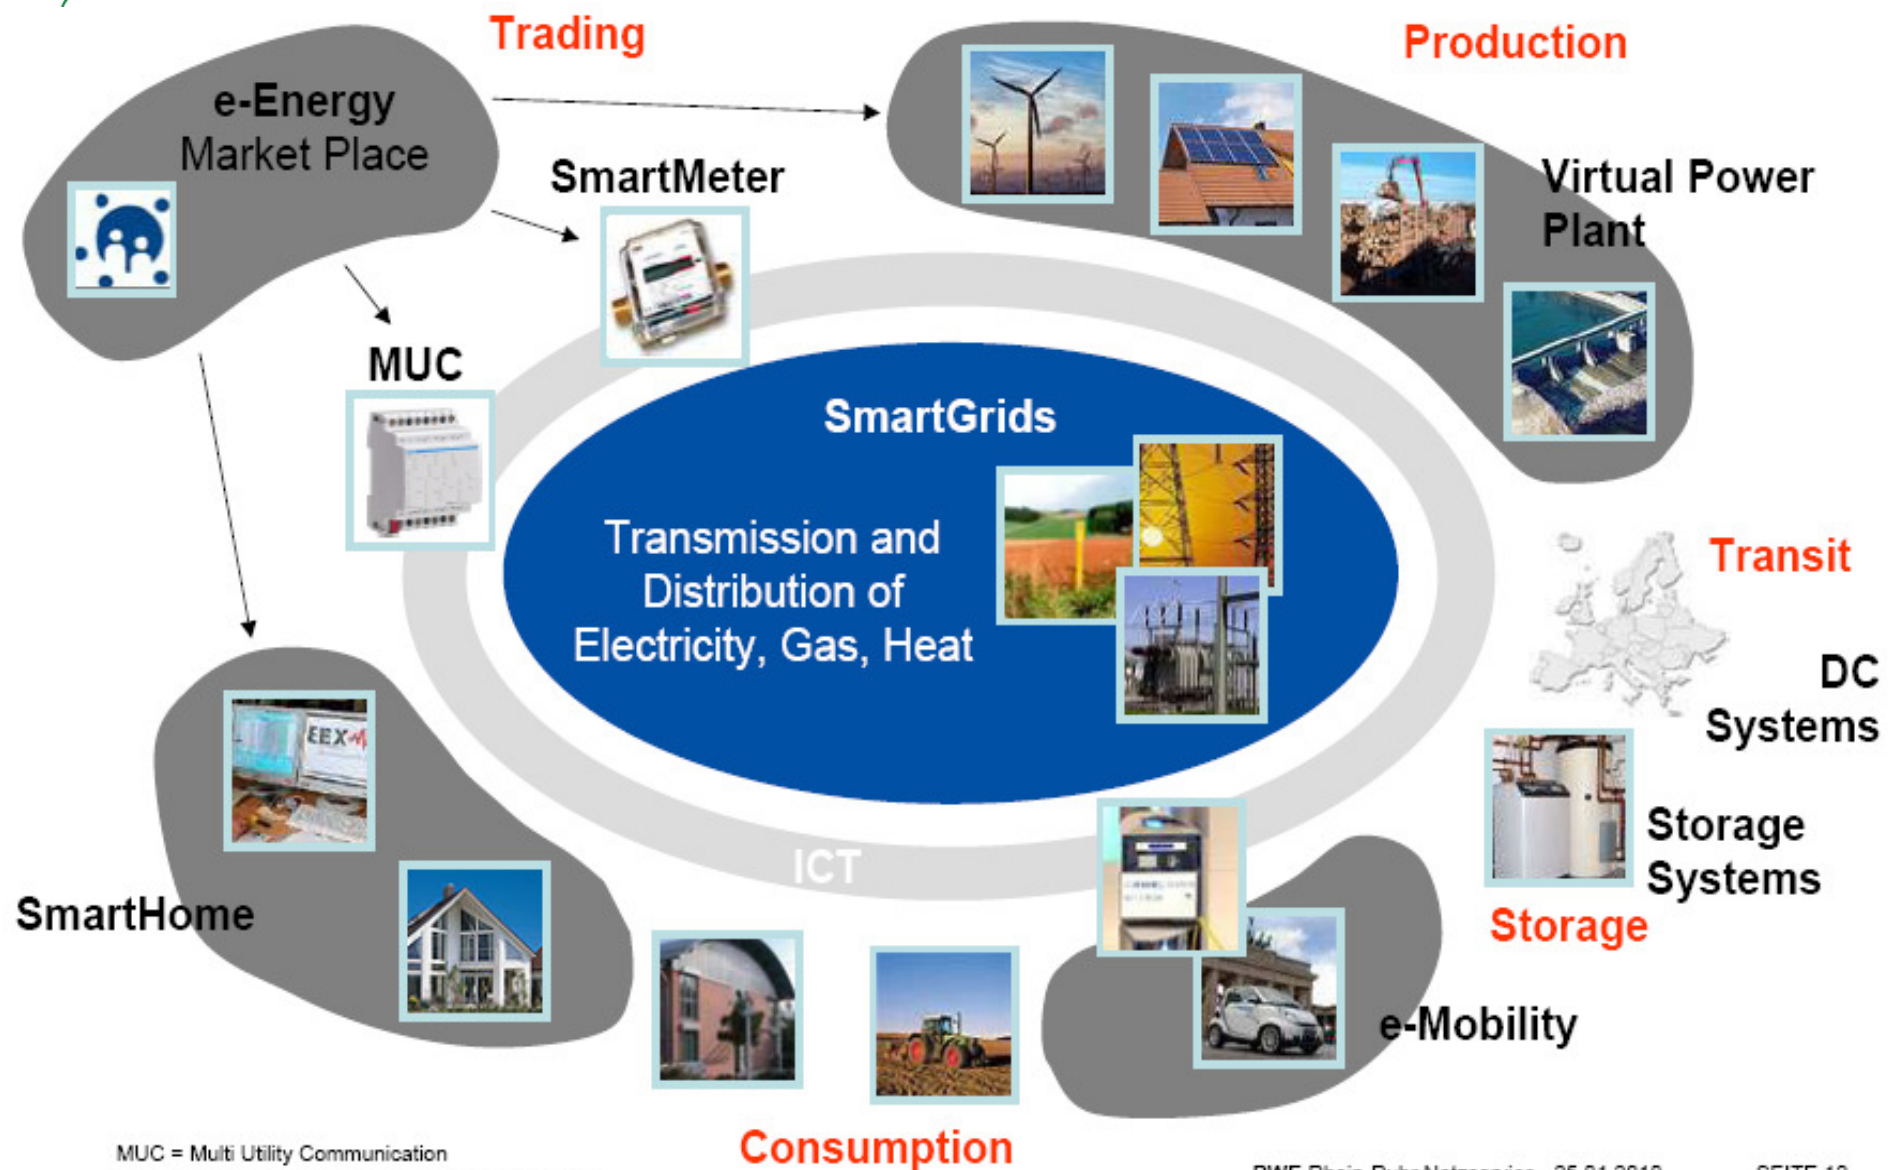 Trading
Production
e-Energy
Market Place
SmartMeter
Virtual Power
Plant
MUC
SmartGrids
Transmission and
Distribution of
Electricity, Gas, Heat
Transit
DC
Systems
EEX
Storage
Systems
Storage
ICT
SmartHome
e-Mobility
Consumption
MUC = Multi Utility Communication